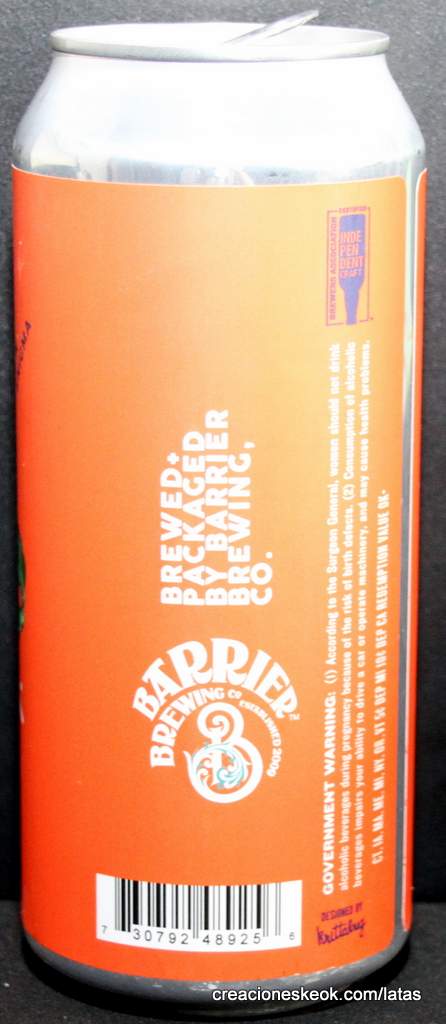 BREWERS ASSOCIATION
CERTIFIED
INDE
PEN
DENT
CRAFT
BREWED+
PACKAGED
BY BARRIER
BREWING,
CO.
BARRIER
BREWING CO
ESTABLISHED 2009
TM
GOVERNMENT WARNING: (1) According to the Surgeon General, women should not drink
alcoholic beverages during pregnancy because of the risk of birth defects. (2) Consumption of alcoholic
beverages impairs your ability to drive a car or operate machinery, and may cause health problems.
CT, IA, MA, ME, MI, NY, OR, VT 5¢ DEP MI 10¢ DEP CA REDEMPTION VALUE OK+
7 30792 48925 6
DESIGNED BY
Brittabug
creacioneskeok.com/latas